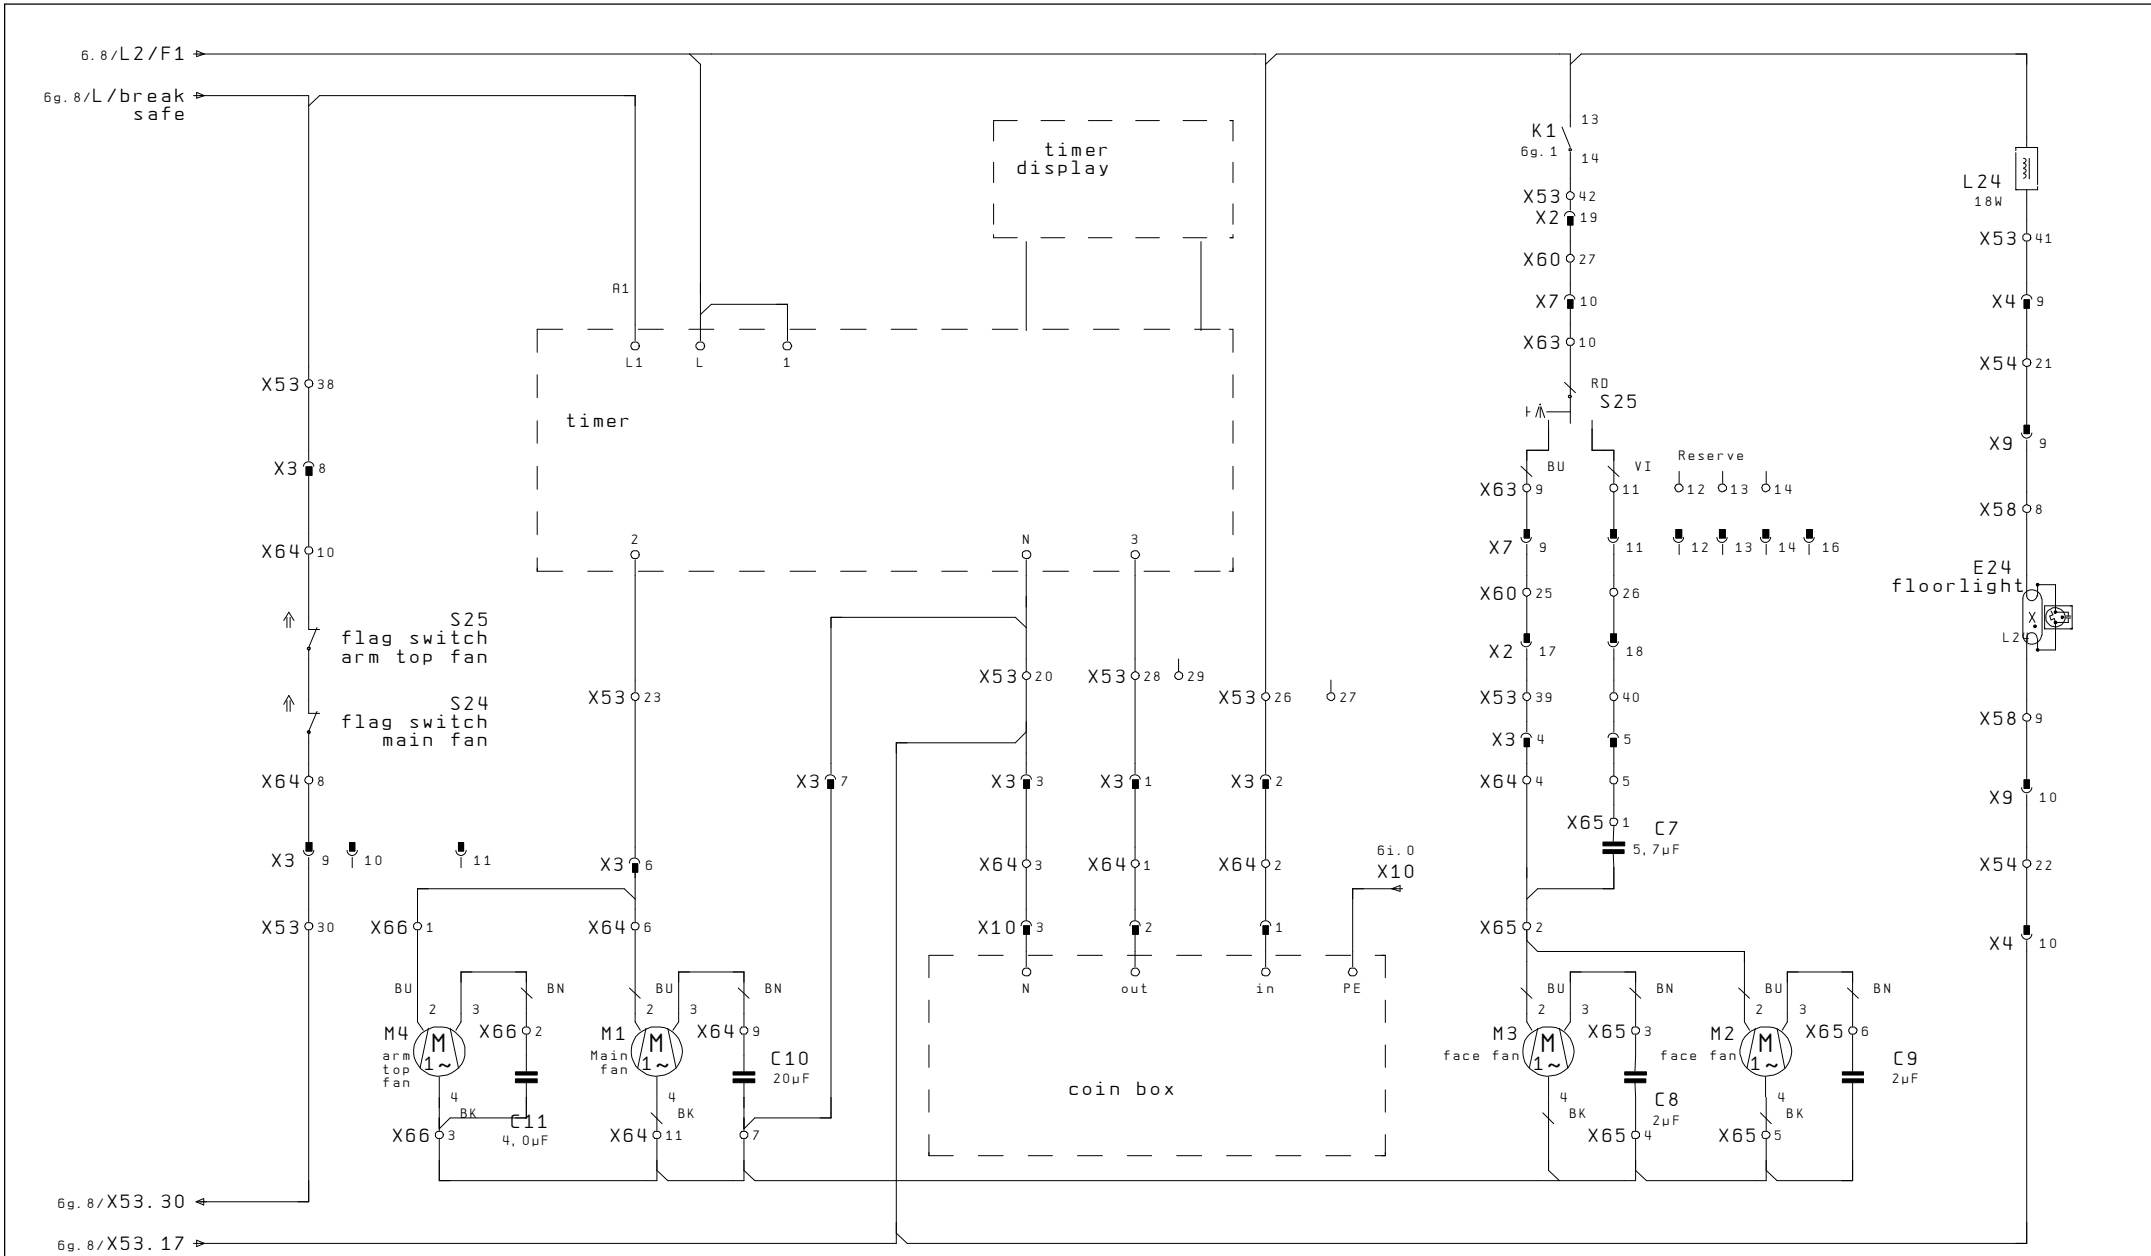 6.8/L2/F1
6g.8/L/break
safe
timer
display
K1
6g.1
13
14
X53 42
X2 19
X60 27
X7 10
X63 10
RD
S25
L24
18W
X53 41
X4 9
X54 21
X9 9
X58 8
E24
floorlight
X
L24
X58 9
X9 10
X54 22
X4 10
A1
L1 L 1
timer
2 N 3
X53 38
X3 8
X64 10
S25
flag switch
arm top fan
S24
flag switch
main fan
X64 8
X3 9 10 11
X53 30
X53 23
X3 6
X53 20 X53 28 29
X53 26 27
X3 7 X3 3 X3 1 X3 2
X64 3 X64 1 X64 2
X10 3 2 1
6i.0
X10
N out in PE
coin box
BU VI Reserve
X63 9 11 12 13 14
X7 9 11 12 13 14 16
X60 25 26
X2 17 18
X53 39 40
X3 4 5
X64 4 5
X65 1 C7
5,7µF
X65 2
X66 1 X64 6
BU BN BU BN
2 3 2 3
M4 M 1~ X66 2
arm
top
fan
4
BK
C11
4,0µF
X66 3
M1 M 1~ X64 9
Main
fan
C10
20µF
4
BK
X64 11 7
BU BN BU BN
2 3 2 3
M3 M 1~ X65 3
face fan
4
BK
C8
2µF
X65 4
M2 M 1~ X65 6
face fan
C9
2µF
4
BK
X65 5
6g.8/X53.30
6g.8/X53.17